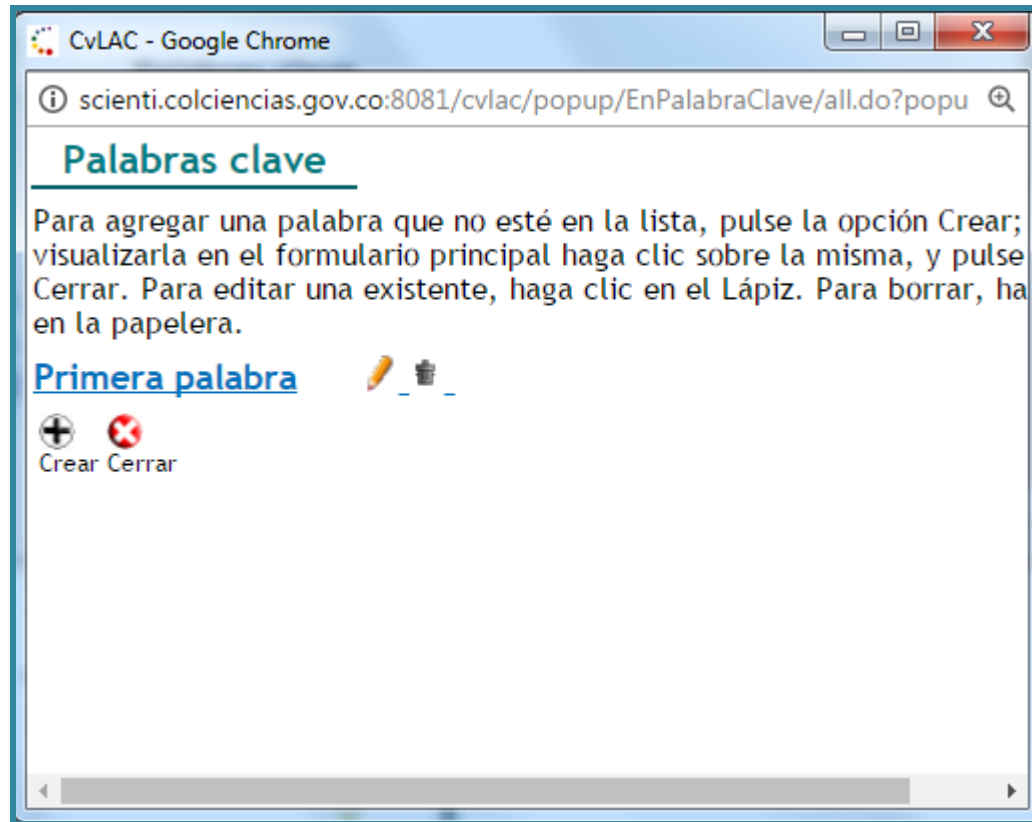 CvLAC - Google Chrome
scienti.colciencias.gov.co:8081/cvlac/popup/EnPalabraClave/all.do?popu
Palabras clave
Para agregar una palabra que no esté en la lista, pulse la opción Crear;
visualizarla en el formulario principal haga clic sobre la misma, y pulse
Cerrar. Para editar una existente, haga clic en el Lápiz. Para borrar, ha
en la papelera.
Primera palabra
Crear Cerrar